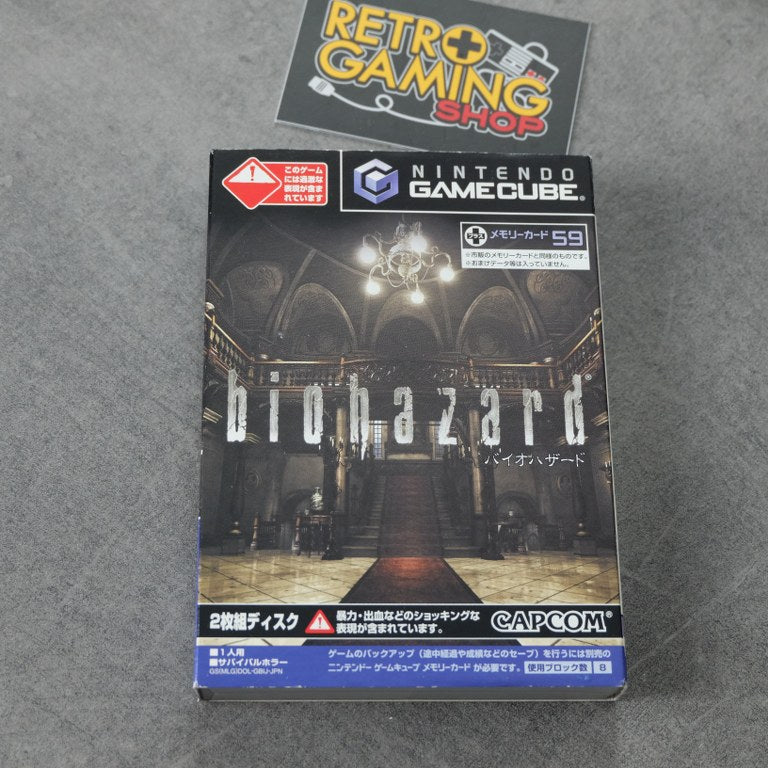 RETRO
GAMING
SHOP
このゲーム
には過激な
表現が含ま
れています
NINTENDO
GAMECUBE®
プラス メモリーカード 59
※市販のメモリーカードと同様のものです。
※おまけデータ等は入っていません。
biohazard®
バイオハザード
2枚組ディスク
暴力・出血などのショッキングな
表現が含まれています。
CAPCOM®
■1人用
■サバイバルホラー
GS(MLG)DOL-GBIJ-JPN
ゲームのバックアップ(途中経過や成績などのセーブ)を行うには別売の
ニンテンドー ゲームキューブ メモリーカード が必要です。 使用ブロック数 8